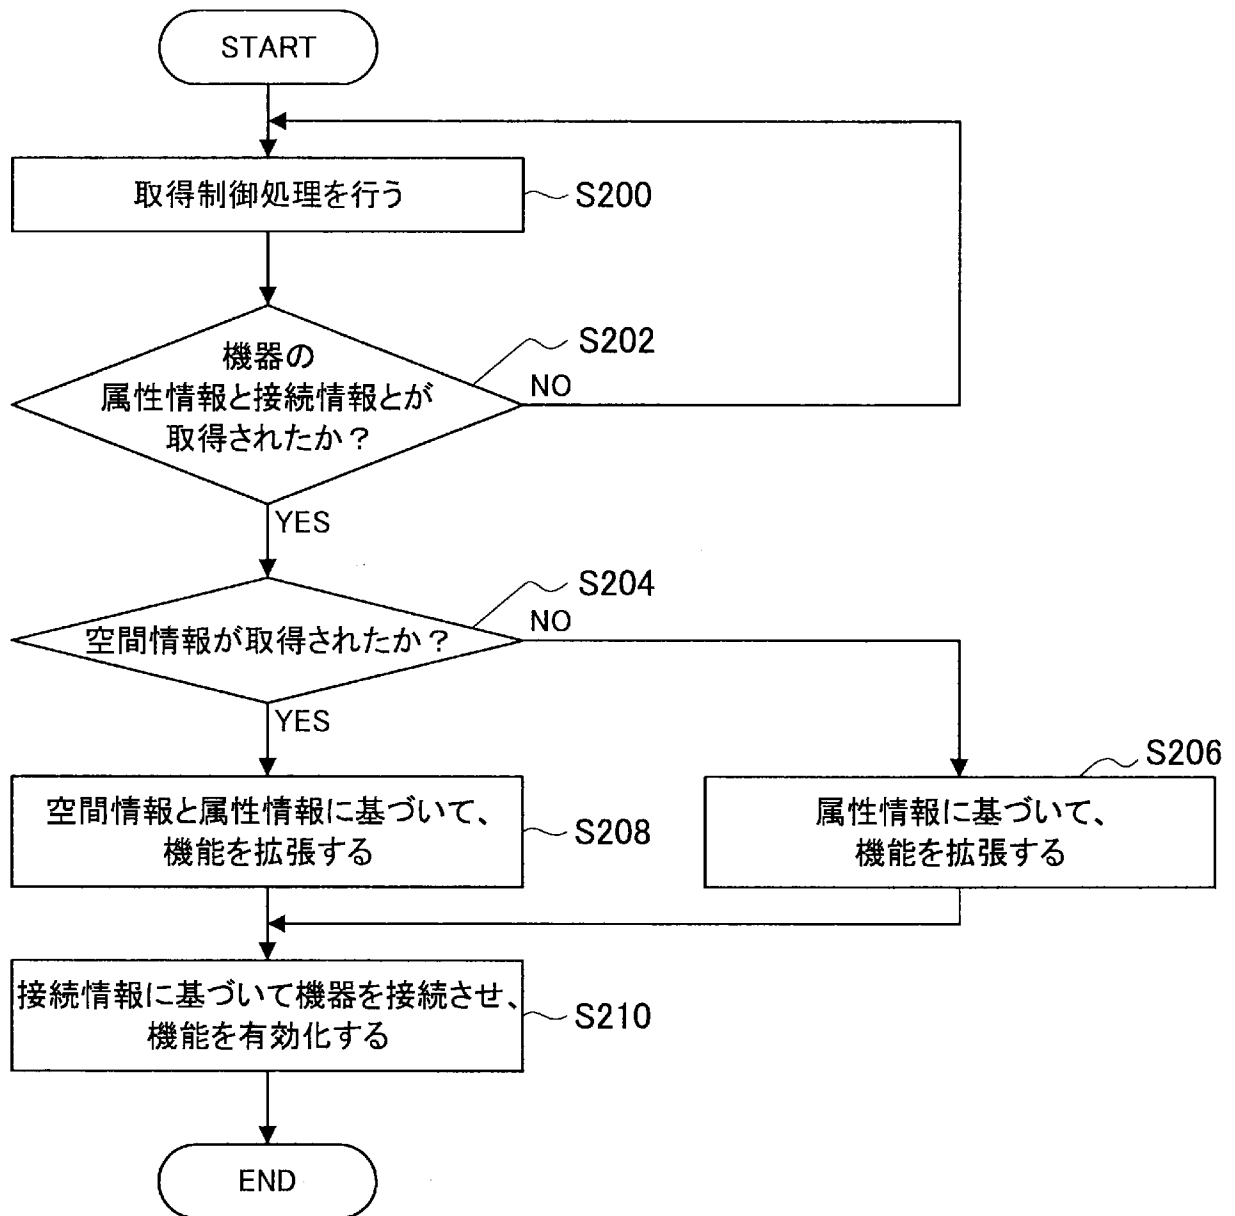 START
取得制御処理を行う
S200
機器の
属性情報と接続情報とが
取得されたか？
S202
NO
YES
空間情報が取得されたか？
S204
NO
YES
空間情報と属性情報に基づいて、
機能を拡張する
S208
属性情報に基づいて、
機能を拡張する
S206
接続情報に基づいて機器を接続させ、
機能を有効化する
S210
END